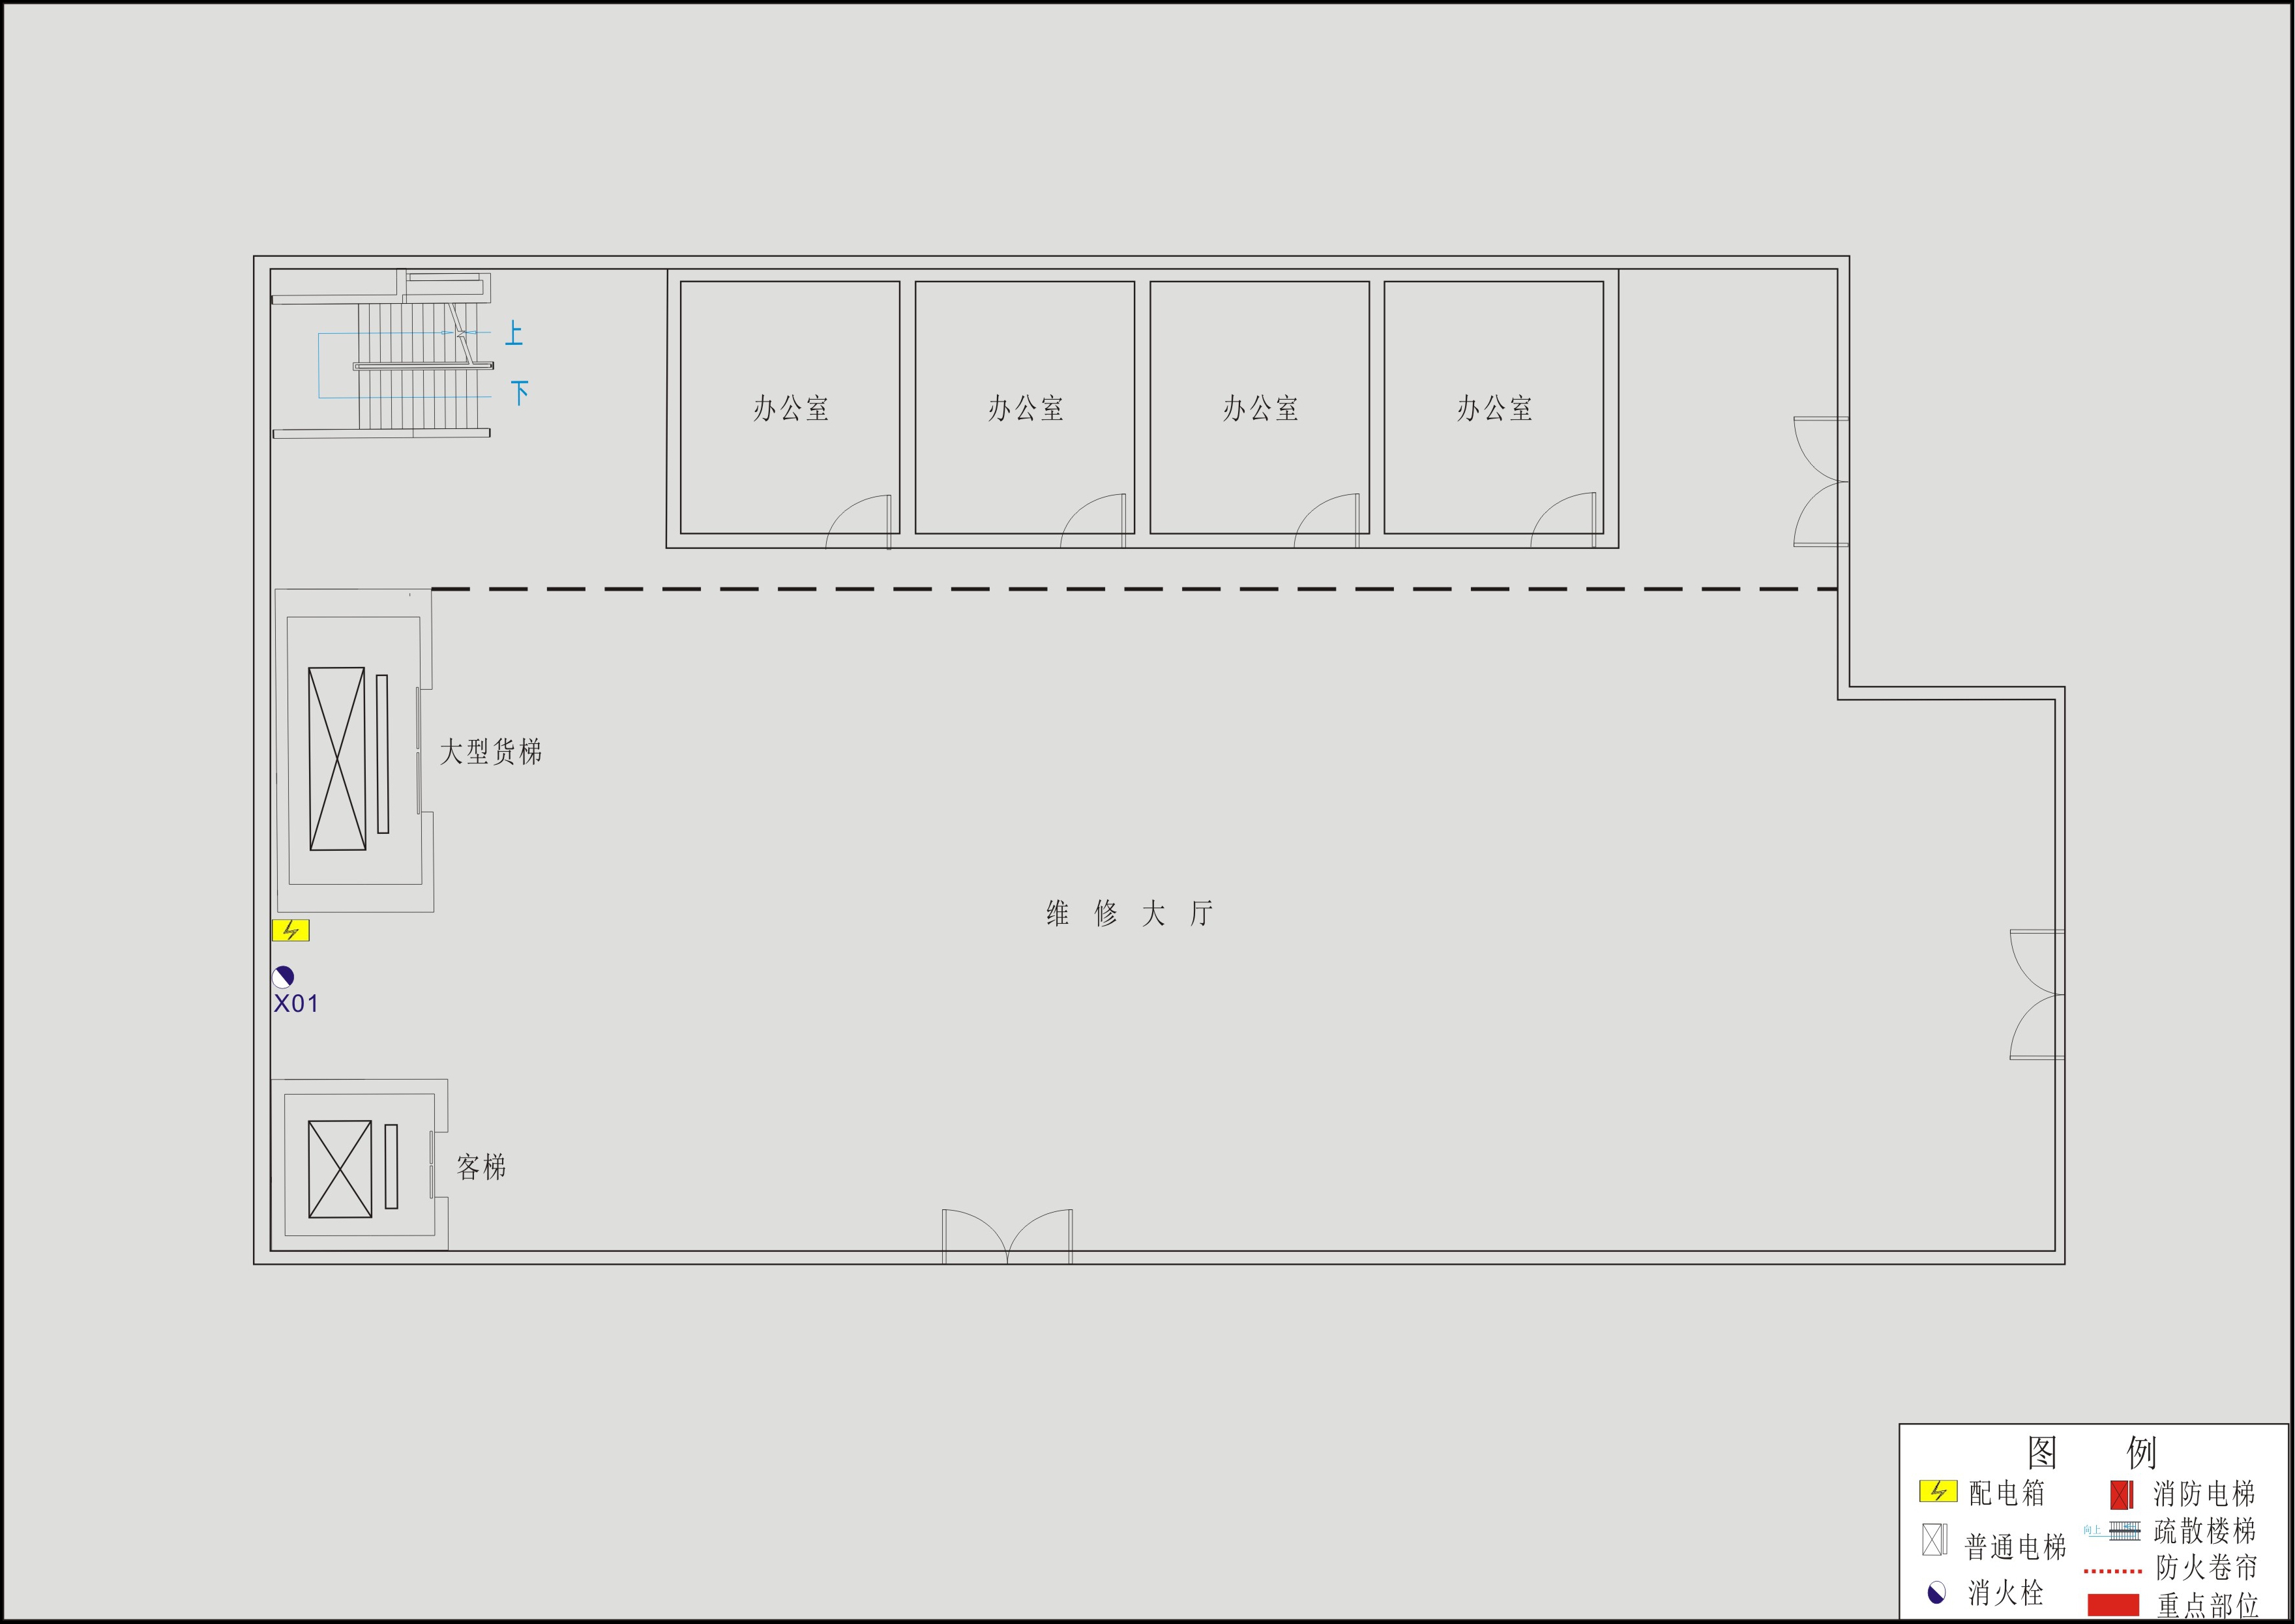 上
下
办公室 办公室 办公室 办公室
大型货梯
维修大厅
X01
客梯
图例
配电箱
普通电梯
消火栓
消防电梯
向上
疏散楼梯
防火卷帘
重点部位